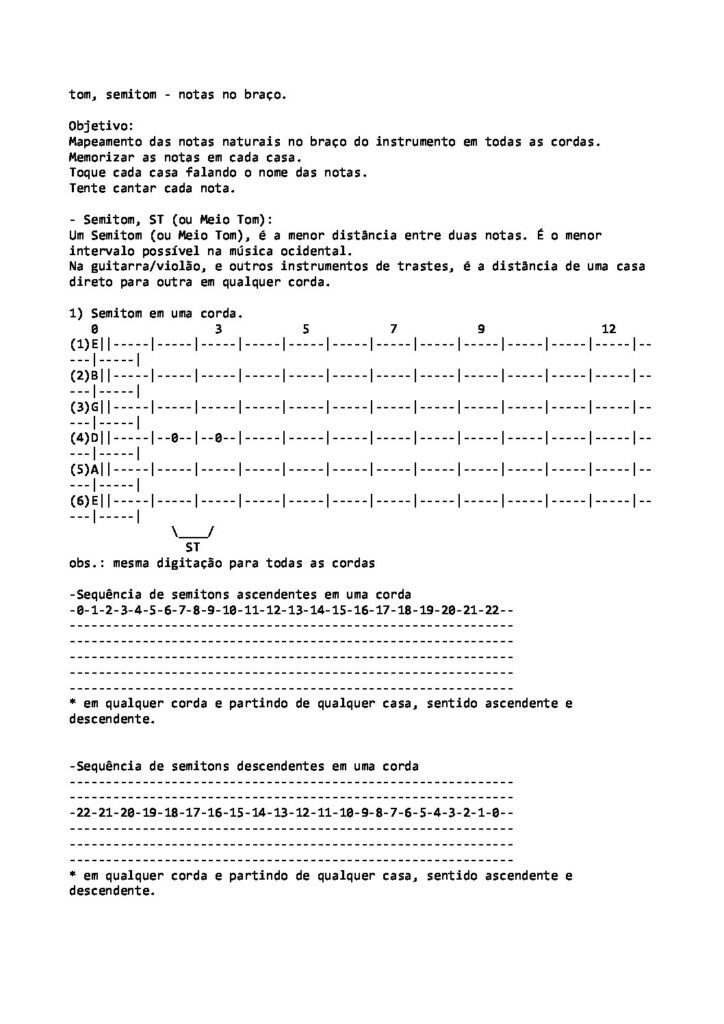 tom, semitom - notas no braço.
Objetivo:
Mapeamento das notas naturais no braço do instrumento em todas as cordas.
Memorizar as notas em cada casa.
Toque cada casa falando o nome das notas.
Tente cantar cada nota.
- Semitom, ST (ou Meio Tom):
Um Semitom (ou Meio Tom), é a menor distância entre duas notas. É o menor
intervalo possível na música ocidental.
Na guitarra/violão, e outros instrumentos de trastes, é a distância de uma casa
direto para outra em qualquer corda.
1) Semitom em uma corda.
   0                3           5           7           9                12
(1)E||-----|-----|-----|-----|-----|-----|-----|-----|-----|-----|-----|-----|--
---|-----|
(2)B||-----|-----|-----|-----|-----|-----|-----|-----|-----|-----|-----|-----|--
---|-----|
(3)G||-----|-----|-----|-----|-----|-----|-----|-----|-----|-----|-----|-----|--
---|-----|
(4)D||-----|--0--|--0--|-----|-----|-----|-----|-----|-----|-----|-----|-----|--
---|-----|
(5)A||-----|-----|-----|-----|-----|-----|-----|-----|-----|-----|-----|-----|--
---|-----|
(6)E||-----|-----|-----|-----|-----|-----|-----|-----|-----|-----|-----|-----|--
---|-----|
              \____/
                ST
obs.: mesma digitação para todas as cordas
-Sequência de semitons ascendentes em uma corda
-0-1-2-3-4-5-6-7-8-9-10-11-12-13-14-15-16-17-18-19-20-21-22--
-------------------------------------------------------------
-------------------------------------------------------------
-------------------------------------------------------------
-------------------------------------------------------------
-------------------------------------------------------------
* em qualquer corda e partindo de qualquer casa, sentido ascendente e
descendente.
-Sequência de semitons descendentes em uma corda
-------------------------------------------------------------
-------------------------------------------------------------
-22-21-20-19-18-17-16-15-14-13-12-11-10-9-8-7-6-5-4-3-2-1-0--
-------------------------------------------------------------
-------------------------------------------------------------
-------------------------------------------------------------
* em qualquer corda e partindo de qualquer casa, sentido ascendente e
descendente.